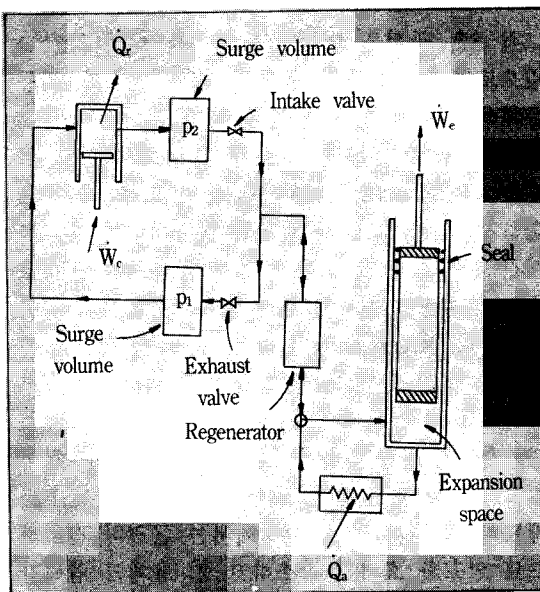 Q̇r
Surge volume
p2
Intake valve
Ẇe
Ẇc
Seal
p1
Surge
volume
Exhaust
valve
Regenerator
Expansion
space
Q̇a